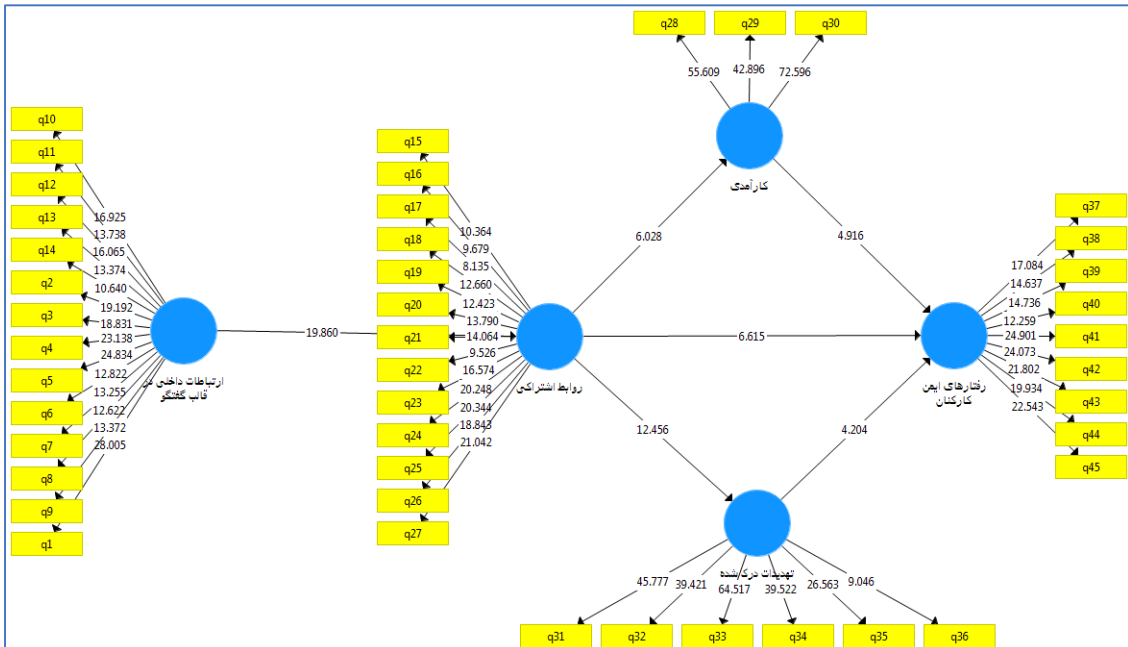 q28
q29
q30
55.609
42.896
72.596
کارآمدی
q10
q11
q12
q13
q14
q2
q3
q4
q5
q6
q7
q8
q9
q1
16.925
13.738
16.065
13.374
10.640
19.192
18.831
23.138
24.834
12.822
13.255
12.622
13.372
28.005
ارتباطات داخلی در
قالب گفتگو
19.860
q15
q16
q17
q18
q19
q20
q21
q22
q23
q24
q25
q26
q27
10.364
9.679
8.135
12.660
12.423
13.790
14.064
9.526
16.574
20.248
20.344
18.843
21.042
روابط اشتراکی
6.028
4.916
6.615
12.456
4.204
q37
q38
q39
q40
q41
q42
q43
q44
q45
17.084
14.637
14.736
12.259
24.901
24.073
21.802
19.934
22.543
رفتارهای ایمن
کارکنان
تهدیدات درک شده
45.777
39.421
64.517
39.522
26.563
9.046
q31
q32
q33
q34
q35
q36